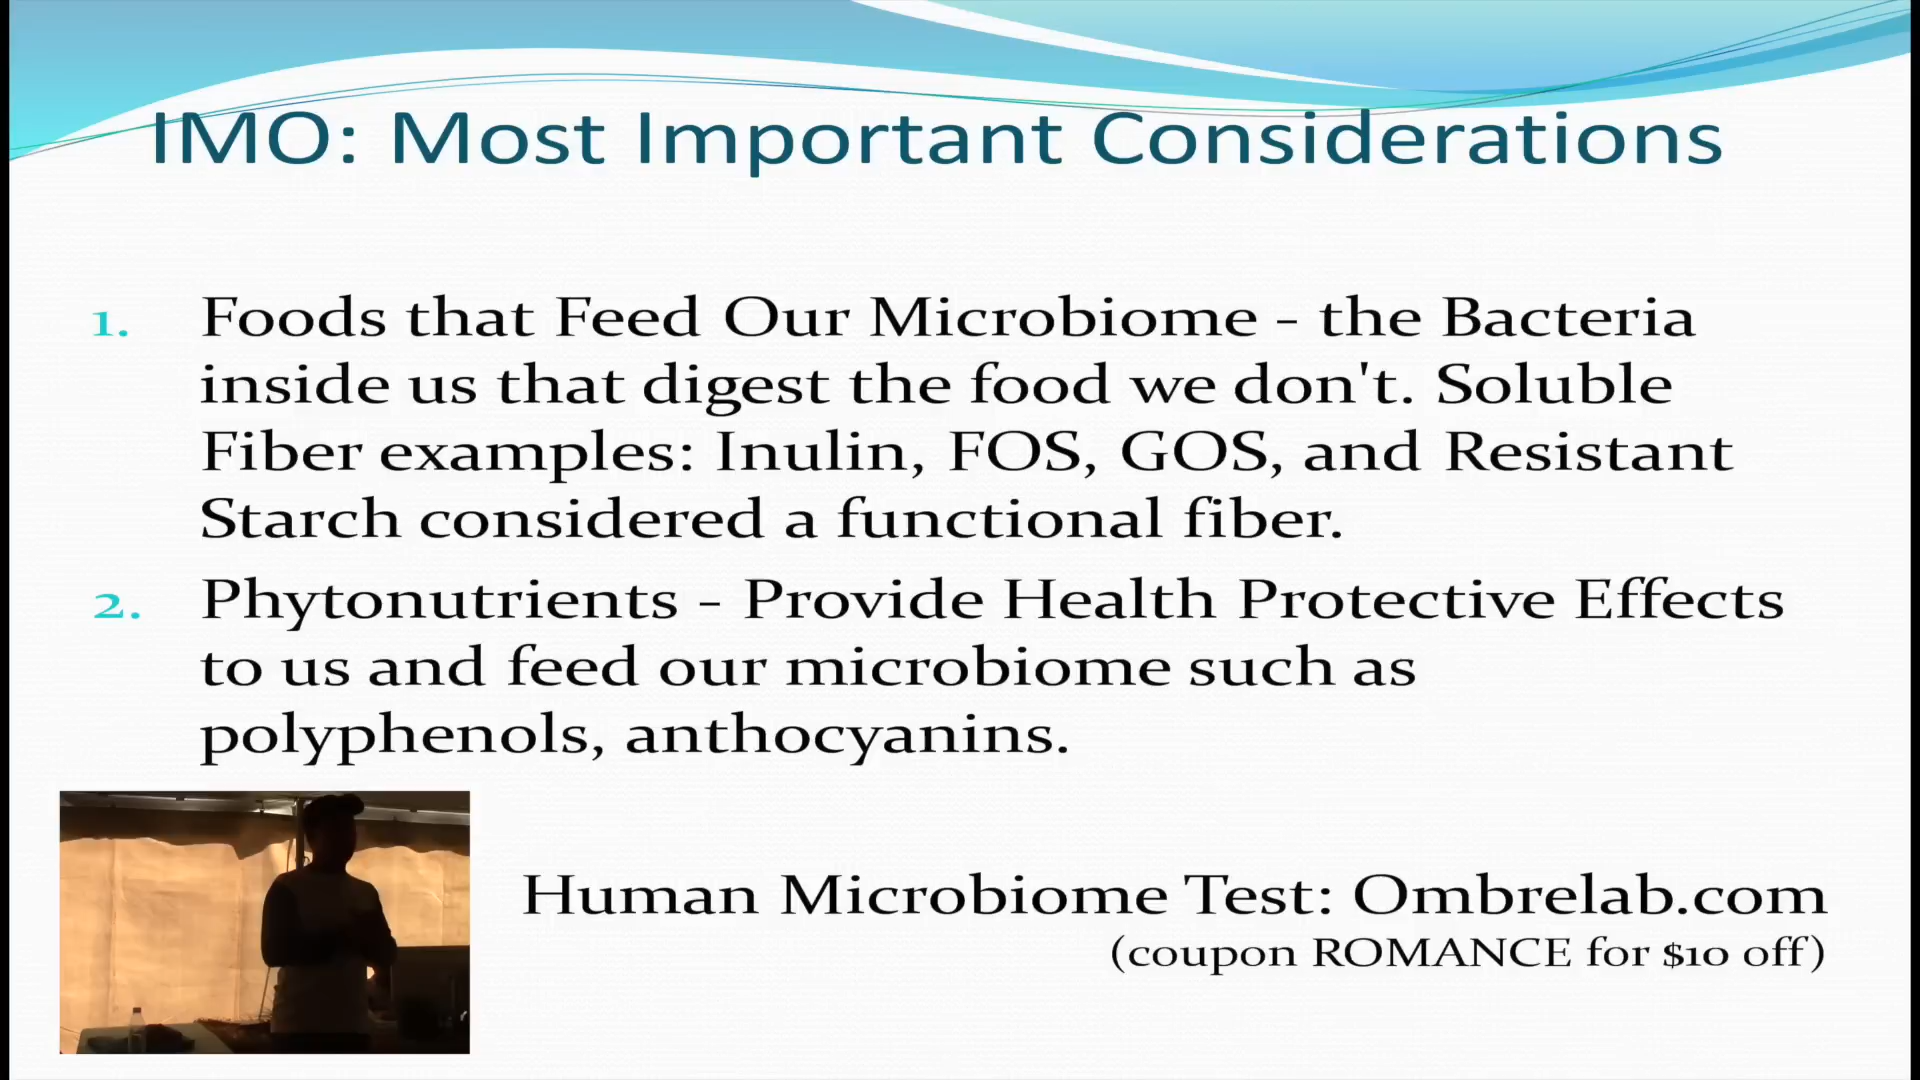 IMO: Most Important Considerations
1. Foods that Feed Our Microbiome - the Bacteria
inside us that digest the food we don't. Soluble
Fiber examples: Inulin, FOS, GOS, and Resistant
Starch considered a functional fiber.
2. Phytonutrients - Provide Health Protective Effects
to us and feed our microbiome such as
polyphenols, anthocyanins.
Human Microbiome Test: Ombrelab.com
(coupon ROMANCE for $10 off)